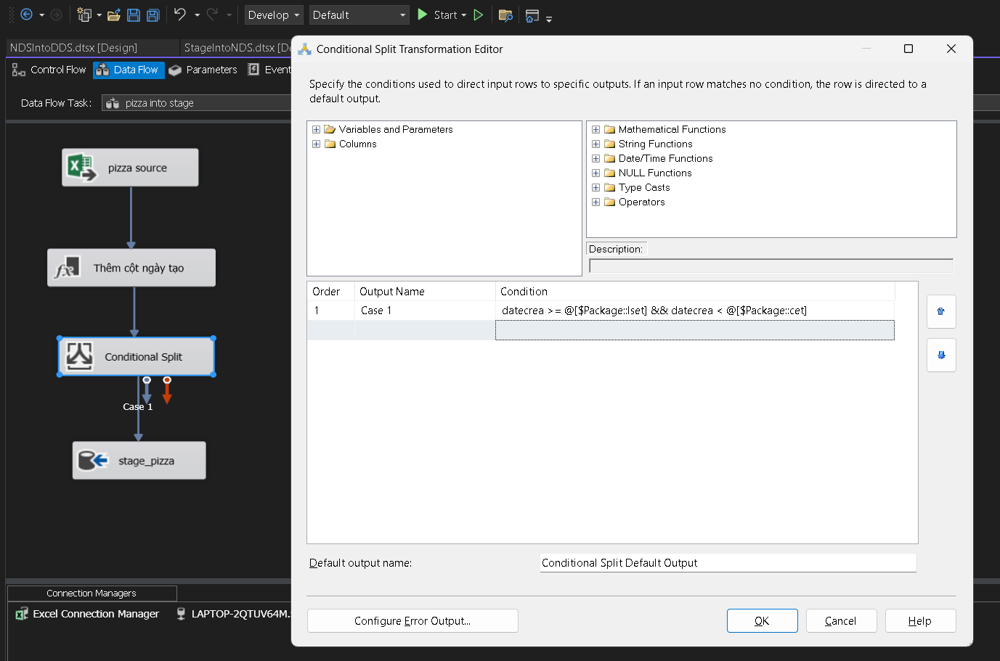 Develop
Default
Start
NDSIntoDDS.dtsx [Design]
StageIntoNDS.dtsx [De
Control Flow
Data Flow
Parameters
Event
Data Flow Task:
pizza into stage
pizza source
Thêm cột ngày tạo
Conditional Split
Case 1
stage_pizza
Connection Managers
Excel Connection Manager
LAPTOP-2QTUV64M.
Conditional Split Transformation Editor
Specify the conditions used to direct input rows to specific outputs. If an input row matches no condition, the row is directed to a
default output.
Variables and Parameters
Columns
Mathematical Functions
String Functions
Date/Time Functions
NULL Functions
Type Casts
Operators
Description:
Order Output Name Condition
1 Case 1 datecrea >= @[$Package::lset] && datecrea < @[$Package::cet]
Default output name:
Conditional Split Default Output
Configure Error Output...
OK
Cancel
Help